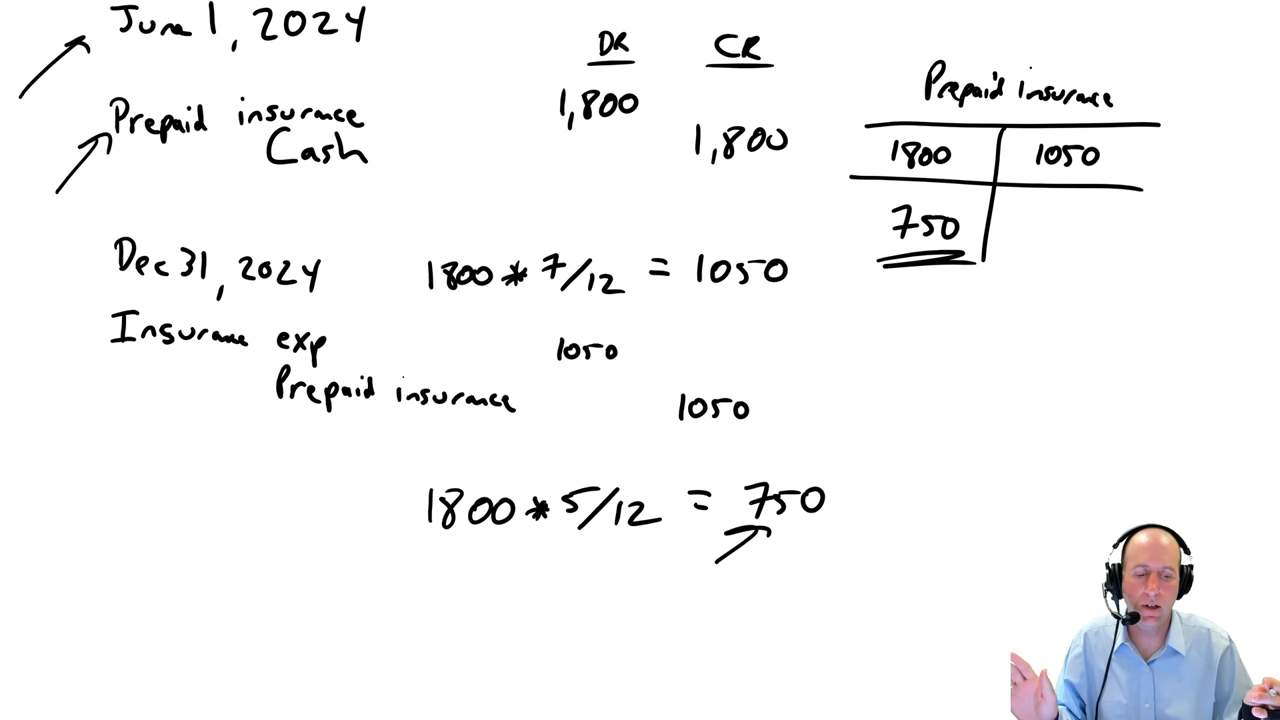 June 1, 2024
DR CR
Prepaid insurance 1,800
Cash 1,800
Prepaid insurance
1800 1050
750
Dec 31, 2024 1800 * 7/12 = 1050
Insurance exp 1050
Prepaid insurance 1050
1800 * 5/12 = 750